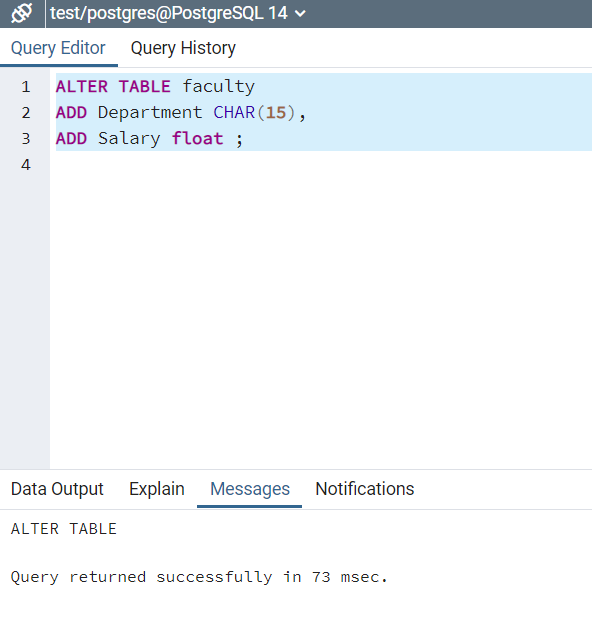 test/postgres@PostgreSQL 14
Query Editor Query History
1 ALTER TABLE faculty
2 ADD Department CHAR(15),
3 ADD Salary float ;
4
Data Output Explain Messages Notifications
ALTER TABLE
Query returned successfully in 73 msec.